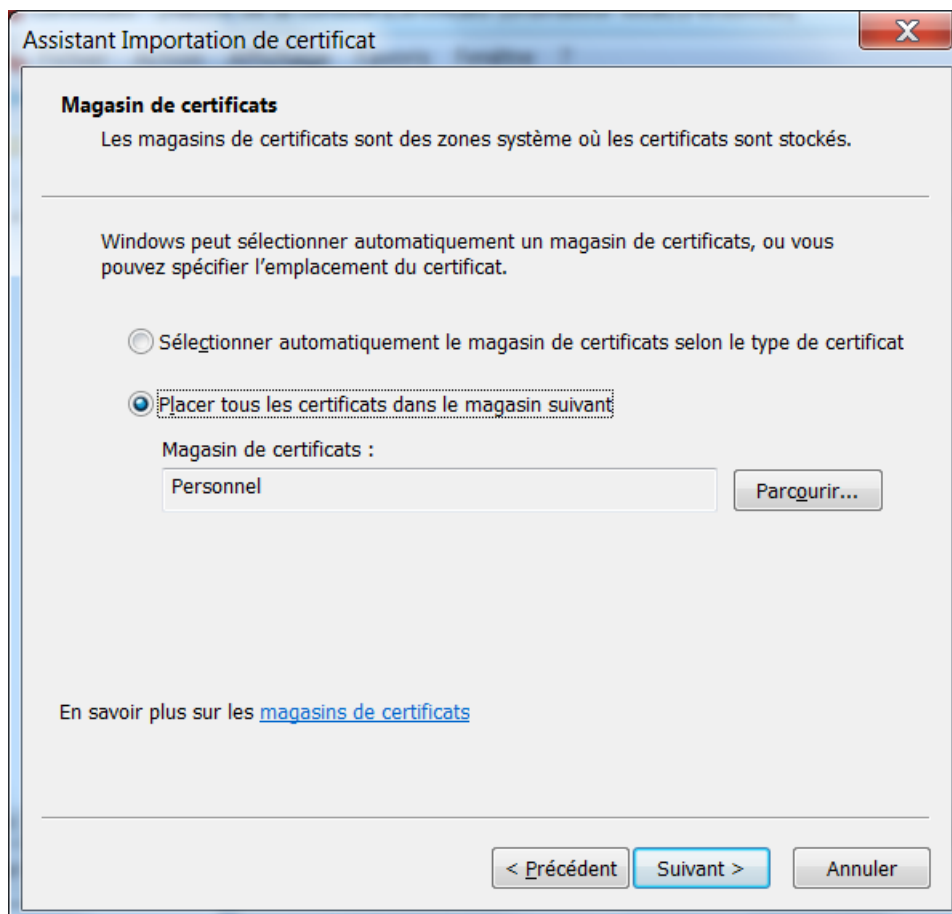 Assistant Importation de certificat
Magasin de certificats
Les magasins de certificats sont des zones système où les certificats sont stockés.
Windows peut sélectionner automatiquement un magasin de certificats, ou vous
pouvez spécifier l'emplacement du certificat.
Sélectionner automatiquement le magasin de certificats selon le type de certificat
Placer tous les certificats dans le magasin suivant
Magasin de certificats :
Personnel
Parcourir...
En savoir plus sur les magasins de certificats
< Précédent
Suivant >
Annuler